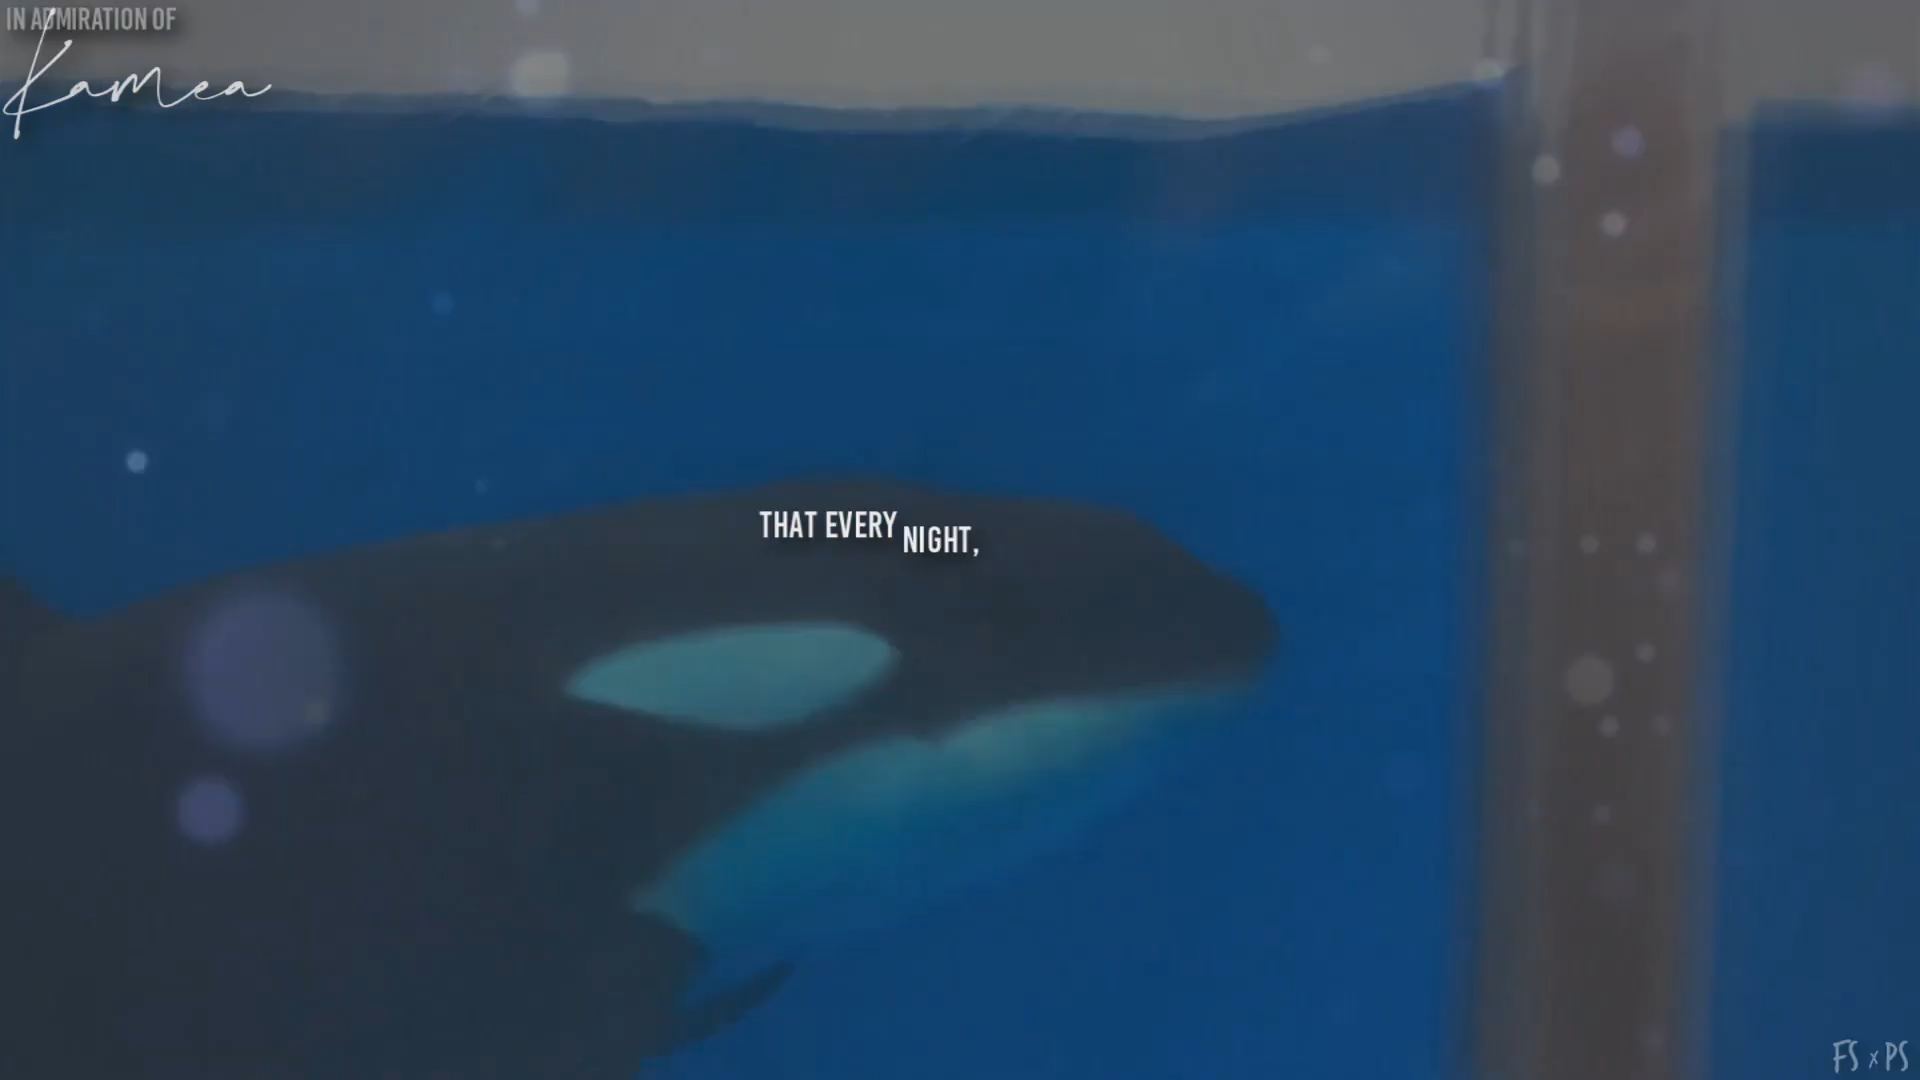 IN ADMIRATION OF
Kamea
THAT EVERY NIGHT,
FS x PS